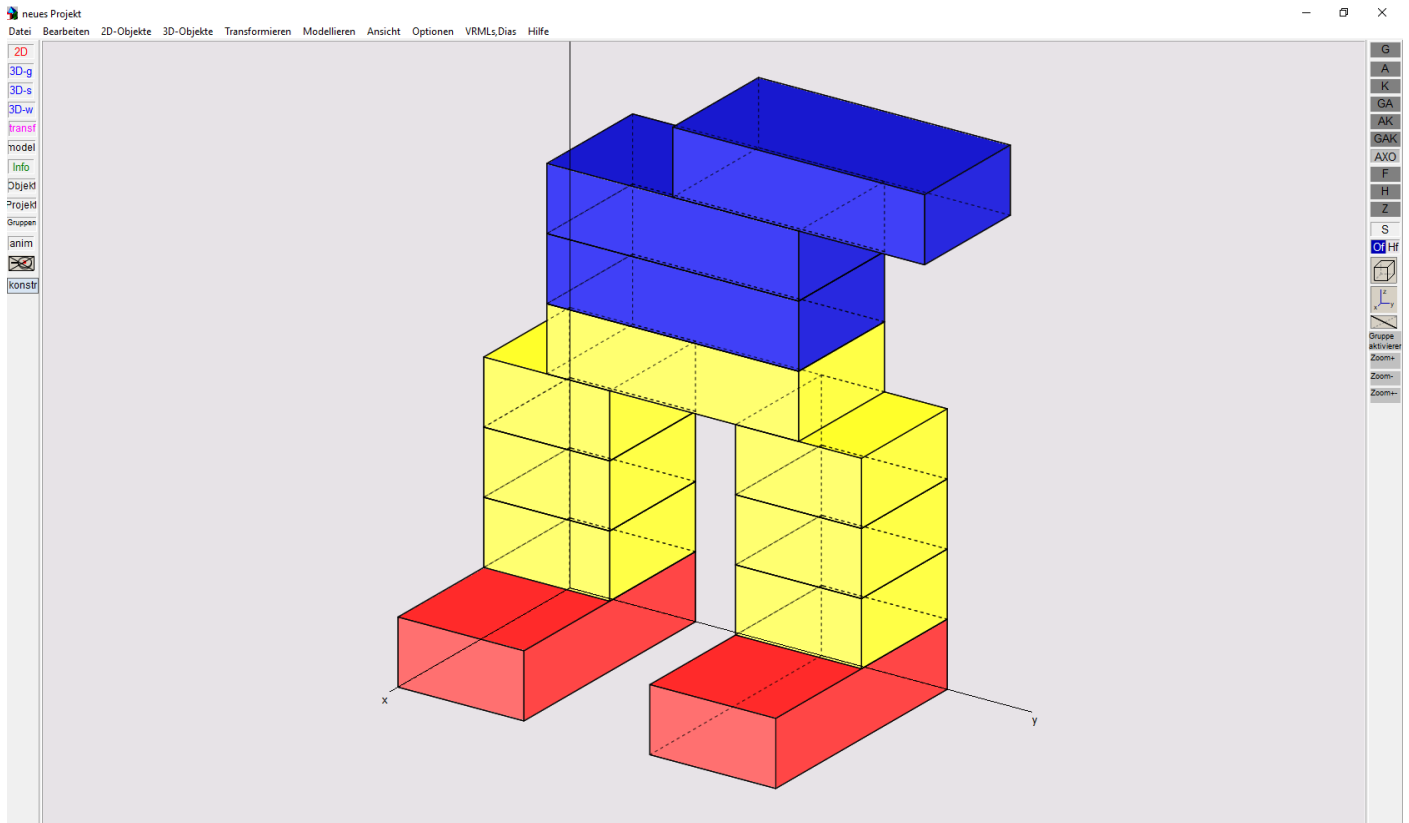 neues Projekt
Datei Bearbeiten 2D-Objekte 3D-Objekte Transformieren Modellieren Ansicht Optionen VRMLs,Dias Hilfe
2D
3D-g
3D-s
3D-w
transf
model
Info
Objekt
Projekt
Gruppen
anim
konstr
x
y
G
A
K
GA
AK
GAK
AXO
F
H
Z
S
Of Hf
z
x y
Gruppe
aktivieren
Zoom+
Zoom-
Zoom+-